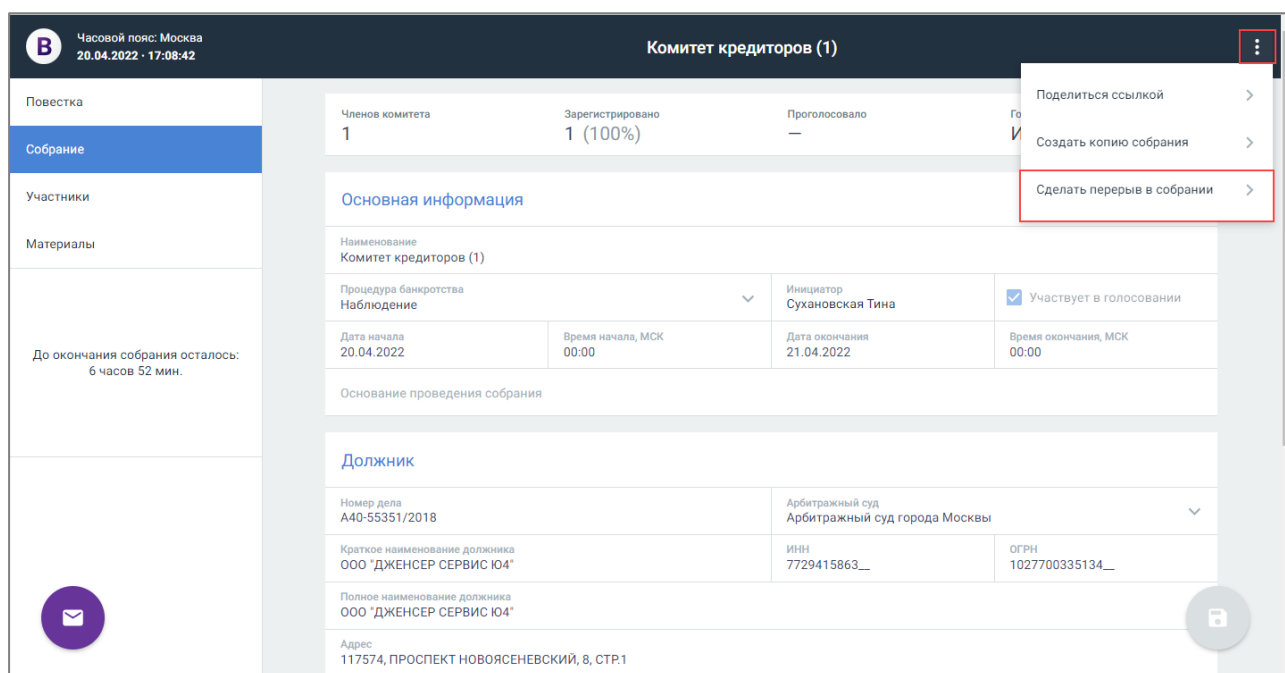 B
Часовой пояс: Москва
20.04.2022 · 17:08:42
Комитет кредиторов (1)
Повестка
Собрание
Участники
Материалы
До окончания собрания осталось:
6 часов 52 мин.
Поделиться ссылкой
Создать копию собрания
Сделать перерыв в собрании
Членов комитета
1
Зарегистрировано
1 (100%)
Проголосовало
—
Основная информация
Наименование
Комитет кредиторов (1)
Процедура банкротства
Наблюдение
Инициатор
Сухановская Тина
Участвует в голосовании
Дата начала
20.04.2022
Время начала, МСК
00:00
Дата окончания
21.04.2022
Время окончания, МСК
00:00
Основание проведения собрания
Должник
Номер дела
А40-55351/2018
Арбитражный суд
Арбитражный суд города Москвы
Краткое наименование должника
ООО "ДЖЕНСЕР СЕРВИС Ю4"
ИНН
7729415863__
ОГРН
1027700335134__
Полное наименование должника
ООО "ДЖЕНСЕР СЕРВИС Ю4"
Адрес
117574, ПРОСПЕКТ НОВОЯСЕНЕВСКИЙ, 8, СТР.1